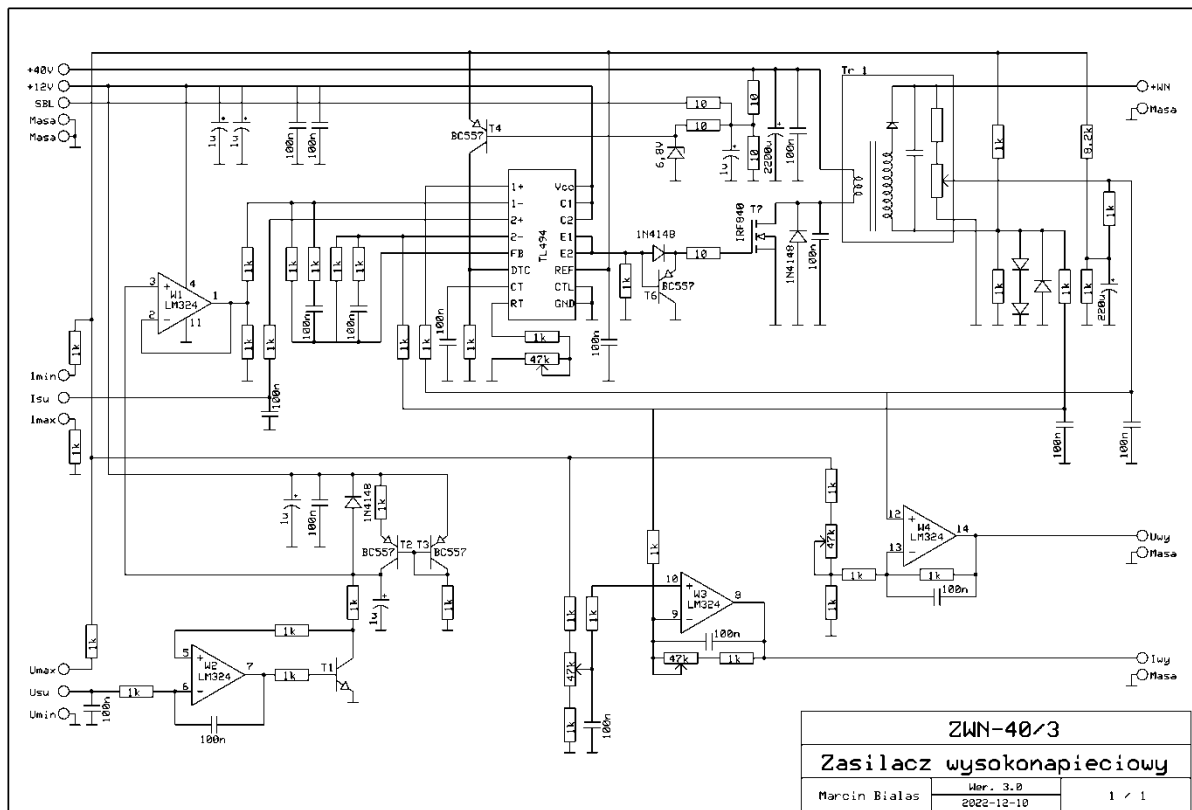 +40V
+12V
SBL
Masa
Masa
1u
1u
100n
100n
BC557
T4
10
10
10
10
6,8V
1u
2200u
100n
Tr 1
+WN
Masa
1k
8.2k
1k
1+
1-
2+
2-
FB
DTC
CT
RT
TL494
Vcc
C1
C2
E1
E2
REF
CTL
GND
1N4148
T6
BC557
1k
10
IRF840
T7
1N4148
100n
1k
1k
1k
220u
3
2
4
11
1
W1
LM324
1k
1k
1k
1k
1k
100n
1k
1k
100n
1k
1k
100n
1k
1k
47k
100n
1k
Imin
Isu
Imax
1k
100n
100n
100n
1u
100n
1N4148
1k
BC557
T2
T3
BC557
1u
1k
1k
1k
1k
Umax
Usu
Umin
100n
1k
5
6
7
W2
LM324
100n
1k
T1
1k
47k
1k
1k
100n
1k
10
9
8
W3
LM324
100n
47k
1k
1k
47k
1k
1k
12
13
14
W4
LM324
1k
100n
Uwy
Masa
Iwy
Masa
ZWN-40/3
Zasilacz wysokonapieciowy
Marcin Bialas
Wer. 3.0
2022-12-10
1 / 1